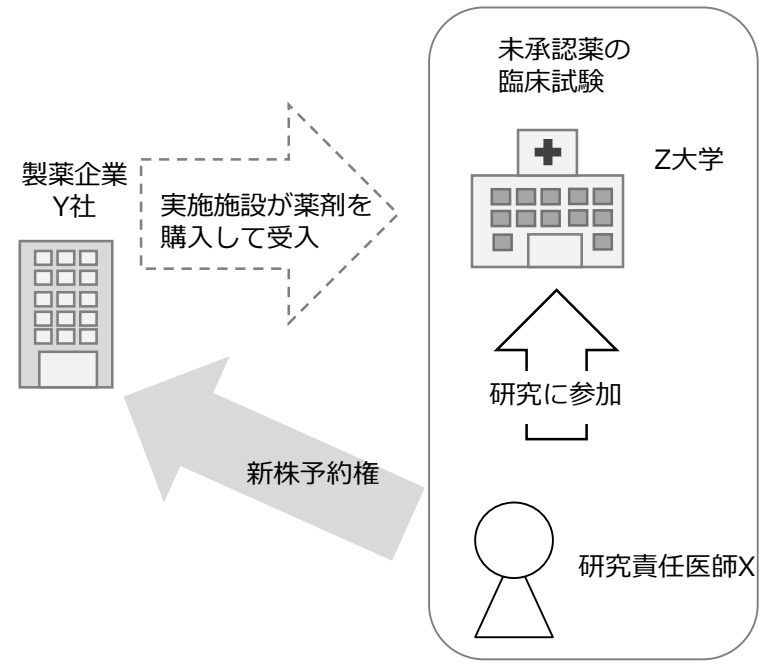 未承認薬の
臨床試験
Z大学
製薬企業
Y社
実施施設が薬剤を
購入して受入
研究に参加
新株予約権
研究責任医師X